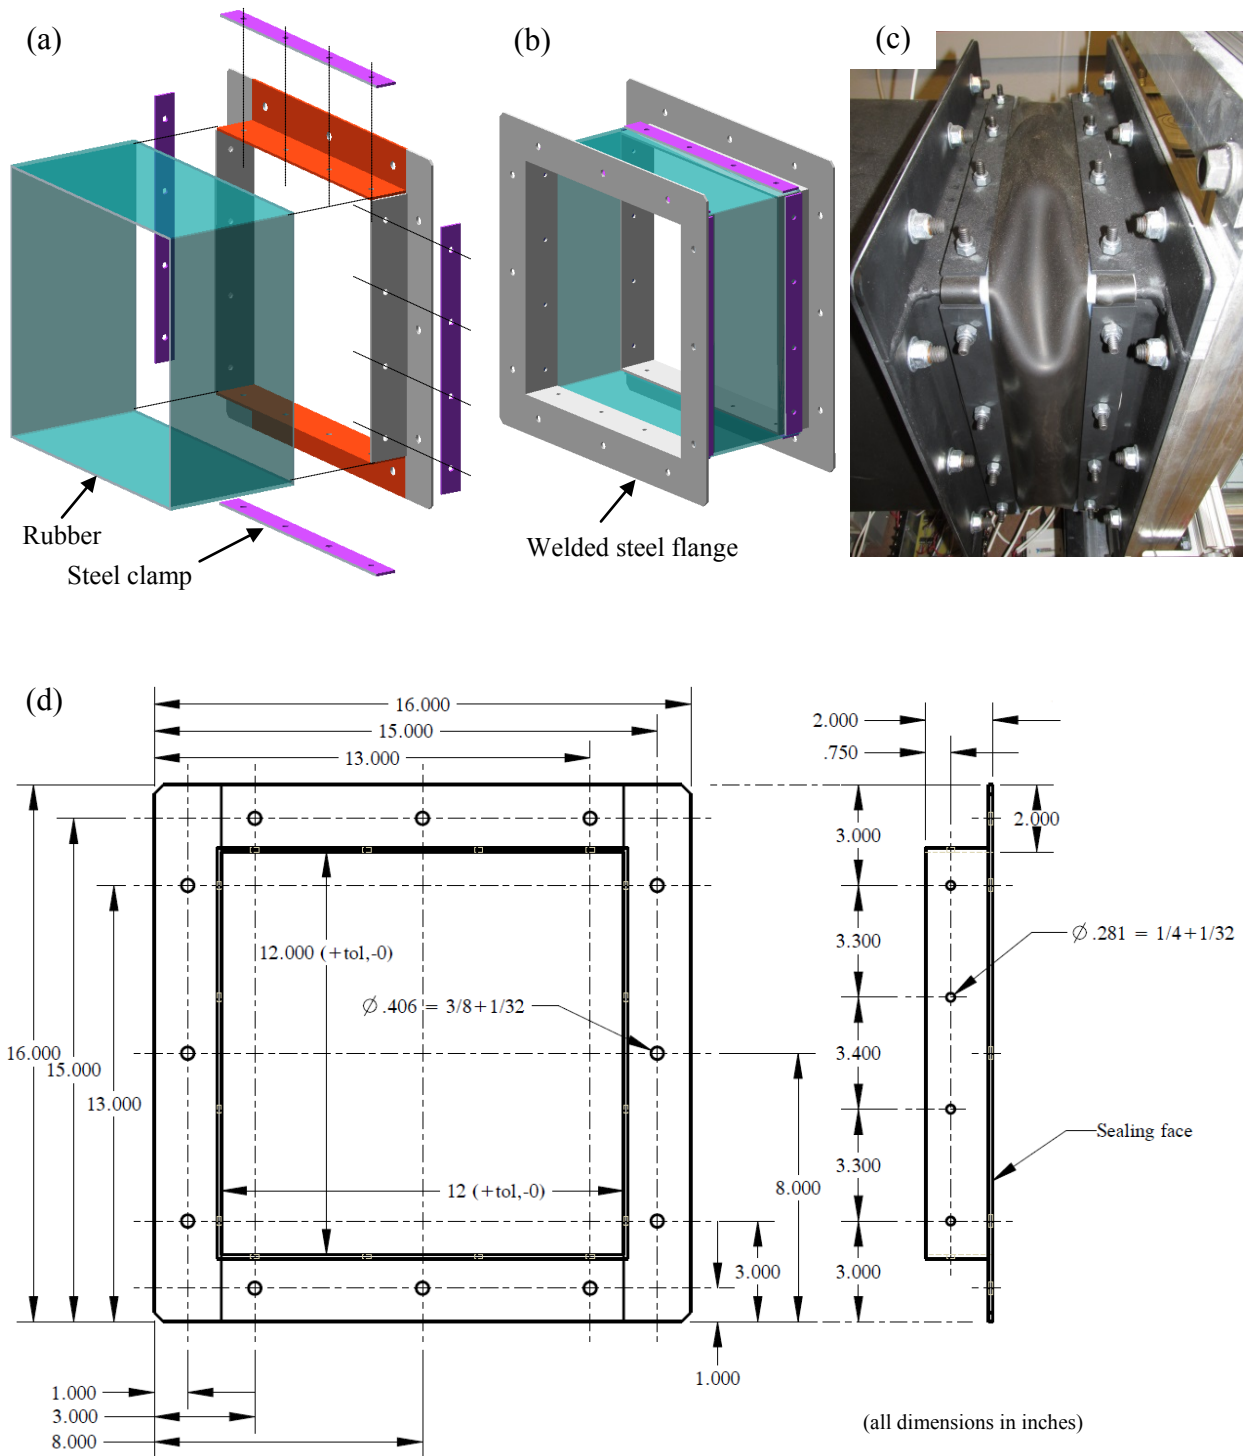 (a)
(b)
(c)
Rubber
Steel clamp
Welded steel flange
(d)
16.000
15.000
13.000
2.000
.750
3.000
2.000
3.300
Ø .281 = 1/4+1/32
12.000 (+tol,-0)
Ø .406 = 3/8+1/32
16.000
15.000
13.000
3.400
Sealing face
3.300
12 (+tol,-0)
8.000
3.000
3.000
1.000
1.000
3.000
8.000
(all dimensions in inches)